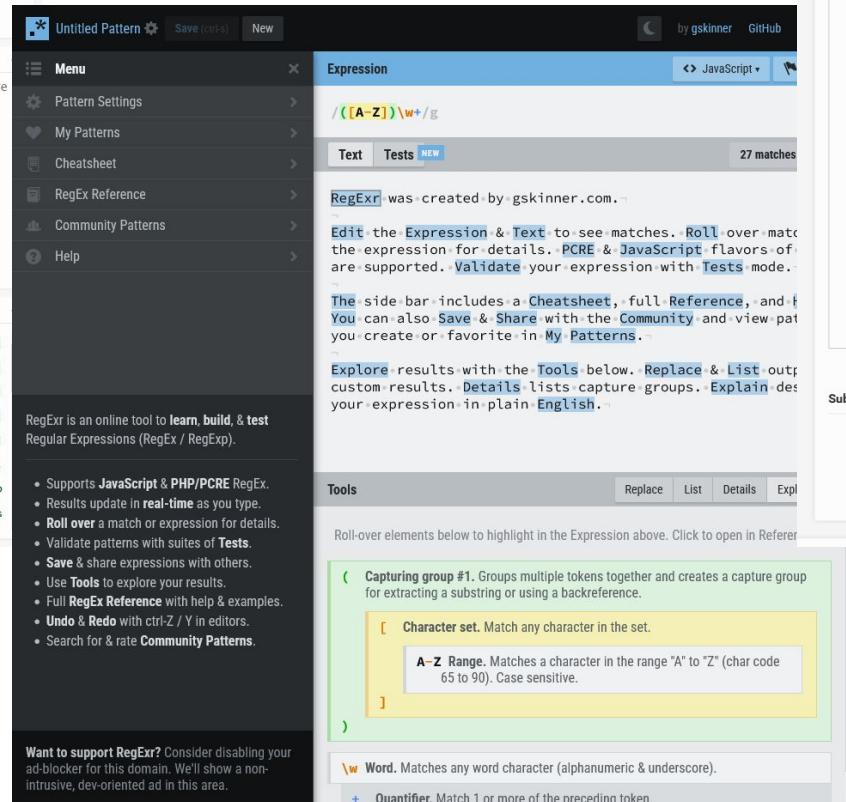 .* Untitled Pattern Save (ctrl-s) New by gskinner GitHub
Menu
Pattern Settings
My Patterns
Cheatsheet
RegEx Reference
Community Patterns
Help
RegExr is an online tool to learn, build, & test
Regular Expressions (RegEx / RegExp).
• Supports JavaScript & PHP/PCRE RegEx.
• Results update in real-time as you type.
• Roll over a match or expression for details.
• Validate patterns with suites of Tests.
• Save & share expressions with others.
• Use Tools to explore your results.
• Full RegEx Reference with help & examples.
• Undo & Redo with ctrl-Z / Y in editors.
• Search for & rate Community Patterns.
Want to support RegExr? Consider disabling your
ad-blocker for this domain. We'll show a non-
intrusive, dev-oriented ad in this area.
Expression <> JavaScript
/([A-Z])\w+/g
Text Tests NEW 27 matches
RegExr was created by gskinner.com.
Edit the Expression & Text to see matches. Roll over
the expression for details. PCRE & JavaScript flavors of
are supported. Validate your expression with Tests mode.
The side bar includes a Cheatsheet, full Reference, and
You can also Save & Share with the Community and view
you create or favorite in My Patterns.
Explore results with the Tools below. Replace & List
custom results. Details lists capture groups. Explain
your expression in plain English.
Tools Replace List Details
Roll-over elements below to highlight in the Expression above. Click to open in
( Capturing group #1. Groups multiple tokens together and creates a capture group
for extracting a substring or using a backreference.
[ Character set. Match any character in the set.
A-Z Range. Matches a character in the range "A" to "Z" (char code
65 to 90). Case sensitive.
]
)
\w Word. Matches any word character (alphanumeric & underscore).
+ Quantifier. Match 1 or more of the preceding token.